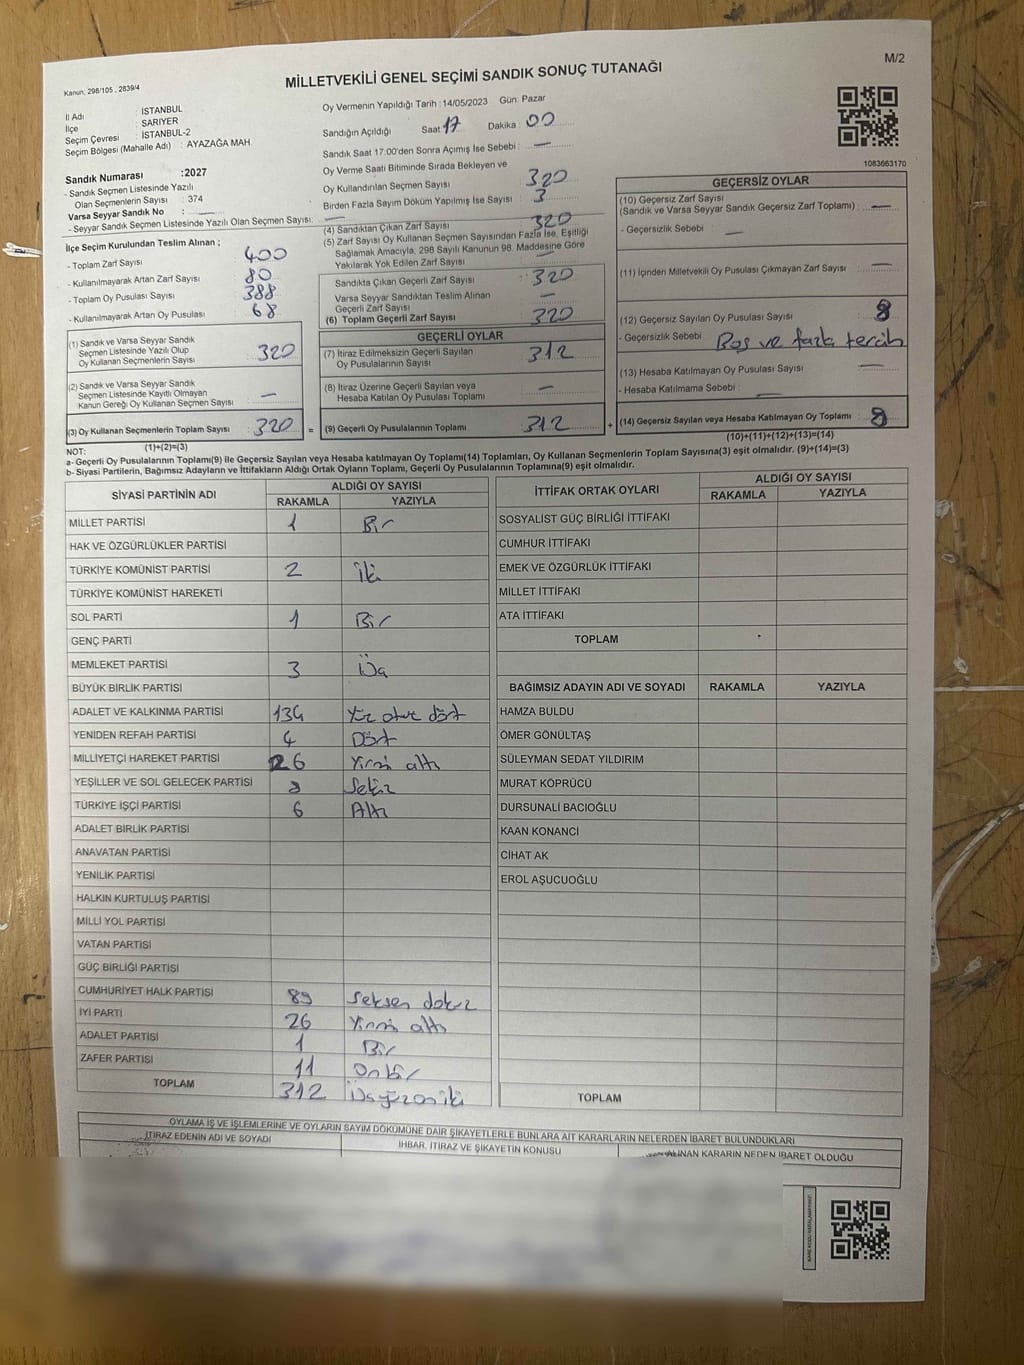 M/2
MİLLETVEKİLİ GENEL SEÇİMİ SANDIK SONUÇ TUTANAĞI
Kanun, 298/105, 2839/4
İl Adı : İSTANBUL
İlçe : SARIYER
Seçim Çevresi : İSTANBUL-2
Seçim Bölgesi (Mahalle Adı) : AYAZAĞA MAH.
Oy Vermenin Yapıldığı Tarih :14/05/2023 Gün: Pazar
Sandığın Açıldığı Saat 17 Dakika : 00
Sandık Saat 17:00'den Sonra Açımış İse Sebebi : —
1083663170
Sandık Numarası :2027
- Sandık Seçmen Listesinde Yazılı
Olan Seçmenlerin Sayısı : 374
Varsa Seyyar Sandık No : —
- Seyyar Sandık Seçmen Listesinde Yazılı Olan Seçmen Sayısı: —
Oy Verme Saati Bitiminde Sırada Bekleyen ve
Oy Kullandırılan Seçmen Sayısı 320
Birden Fazla Sayım Döküm Yapılmış İse Sayısı : 3
İlçe Seçim Kurulundan Teslim Alınan ;
- Toplam Zarf Sayısı 400
- Kullanılmayarak Artan Zarf Sayısı 80
- Toplam Oy Pusulası Sayısı 388
- Kullanılmayarak Artan Oy Pusulası 68
(4) Sandıktan Çıkan Zarf Sayısı 320
(5) Zarf Sayısı Oy Kullanan Seçmen Sayısından Fazla İse, Eşitliği
Sağlamak Amacıyla, 298 Sayılı Kanunun 98. Maddesine Göre
Yakılarak Yok Edilen Zarf Sayısı —
Sandıkta Çıkan Geçerli Zarf Sayısı : 320
Varsa Seyyar Sandıktan Teslim Alınan
Geçerli Zarf Sayısı —
(6) Toplam Geçerli Zarf Sayısı 320
GEÇERSİZ OYLAR
(10) Geçersiz Zarf Sayısı
(Sandık ve Varsa Seyyar Sandık Geçersiz Zarf Toplamı) : —
- Geçersizlik Sebebi : —
(11) İçinden Milletvekili Oy Pusulası Çıkmayan Zarf Sayısı : —
(12) Geçersiz Sayılan Oy Pusulası Sayısı : 8
- Geçersizlik Sebebi : Boş ve fazla tercih
(13) Hesaba Katılmayan Oy Pusulası Sayısı : —
- Hesaba Katılmama Sebebi : —
(14) Geçersiz Sayılan veya Hesaba Katılmayan Oy Toplamı : 8
(10)+(11)+(12)+(13)=(14)
(1) Sandık ve Varsa Seyyar Sandık
Seçmen Listesinde Yazılı Olup
Oy Kullanan Seçmenlerin Sayısı 320
(2) Sandık ve Varsa Seyyar Sandık
Seçmen Listesinde Kayıtlı Olmayan
Kanun Gereği Oy Kullanan Seçmen Sayısı —
(3) Oy Kullanan Seçmenlerin Toplam Sayısı 320 =
(1)+(2)=(3)
GEÇERLİ OYLAR
(7) İtiraz Edilmeksizin Geçerli Sayılan
Oy Pusulalarının Sayısı 312
(8) İtiraz Üzerine Geçerli Sayılan veya
Hesaba Katılan Oy Pusulası Toplamı —
(9) Geçerli Oy Pusulalarının Toplamı 312 +
NOT:
a- Geçerli Oy Pusulalarının Toplamı(9) ile Geçersiz Sayılan veya Hesaba katılmayan Oy Toplamı(14) Toplamları, Oy Kullanan Seçmenlerin Toplam Sayısına(3) eşit olmalıdır. (9)+(14)=(3)
b- Siyasi Partilerin, Bağımsız Adayların ve İttifakların Aldığı Ortak Oyların Toplamı, Geçerli Oy Pusulalarının Toplamına(9) eşit olmalıdır.
SİYASİ PARTİNİN ADI ALDIĞI OY SAYISI
RAKAMLA YAZIYLA
MİLLET PARTİSİ 1 Bir
HAK VE ÖZGÜRLÜKLER PARTİSİ
TÜRKİYE KOMÜNİST PARTİSİ 2 İki
TÜRKİYE KOMÜNİST HAREKETİ
SOL PARTİ 1 Bir
GENÇ PARTİ
MEMLEKET PARTİSİ 3 Üç
BÜYÜK BİRLİK PARTİSİ
ADALET VE KALKINMA PARTİSİ 134 Yüz otuz dört
YENİDEN REFAH PARTİSİ 4 Dört
MİLLİYETÇİ HAREKET PARTİSİ 26 Yirmi altı
YEŞİLLER VE SOL GELECEK PARTİSİ 8 Sekiz
TÜRKİYE İŞÇİ PARTİSİ 6 Altı
ADALET BİRLİK PARTİSİ
ANAVATAN PARTİSİ
YENİLİK PARTİSİ
HALKIN KURTULUŞ PARTİSİ
MİLLİ YOL PARTİSİ
VATAN PARTİSİ
GÜÇ BİRLİĞİ PARTİSİ
CUMHURİYET HALK PARTİSİ 89 Seksen dokuz
İYİ PARTİ 26 Yirmi altı
ADALET PARTİSİ 1 Bir
ZAFER PARTİSİ 11 Onbir
TOPLAM 312 Üçyüzoniki
İTTİFAK ORTAK OYLARI ALDIĞI OY SAYISI
RAKAMLA YAZIYLA
SOSYALİST GÜÇ BİRLİĞİ İTTİFAKI
CUMHUR İTTİFAKI
EMEK VE ÖZGÜRLÜK İTTİFAKI
MİLLET İTTİFAKI
ATA İTTİFAKI
TOPLAM
BAĞIMSIZ ADAYIN ADI VE SOYADI RAKAMLA YAZIYLA
HAMZA BULDU
ÖMER GÖNÜLTAŞ
SÜLEYMAN SEDAT YILDIRIM
MURAT KÖPRÜCÜ
DURSUNALİ BACIOĞLU
KAAN KONANCİ
CİHAT AK
EROL AŞUCUOĞLU
TOPLAM
OYLAMA İŞ VE İŞLEMLERİNE VE OYLARIN SAYIM DÖKÜMÜNE DAİR ŞİKAYETLERLE BUNLARA AİT KARARLARIN NELERDEN İBARET BULUNDUKLARI
İTİRAZ EDENİN ADI VE SOYADI İHBAR, İTİRAZ VE ŞİKAYETİN KONUSU ALINAN KARARIN NEDEN İBARET OLDUĞU